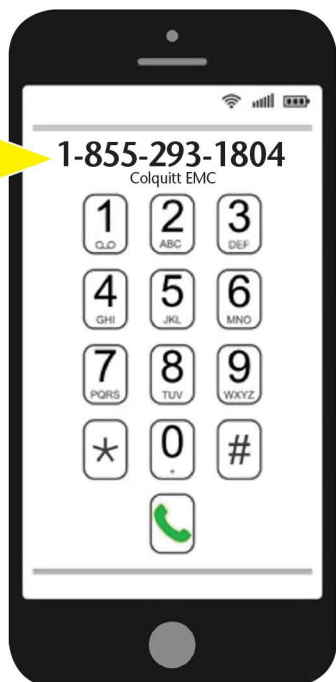 1-855-293-1804
Colquitt EMC
1 2 3
ABC DEF
4 5 6
GHI JKL MNO
7 8 9
PQRS TUV WXYZ
* 0 #
+